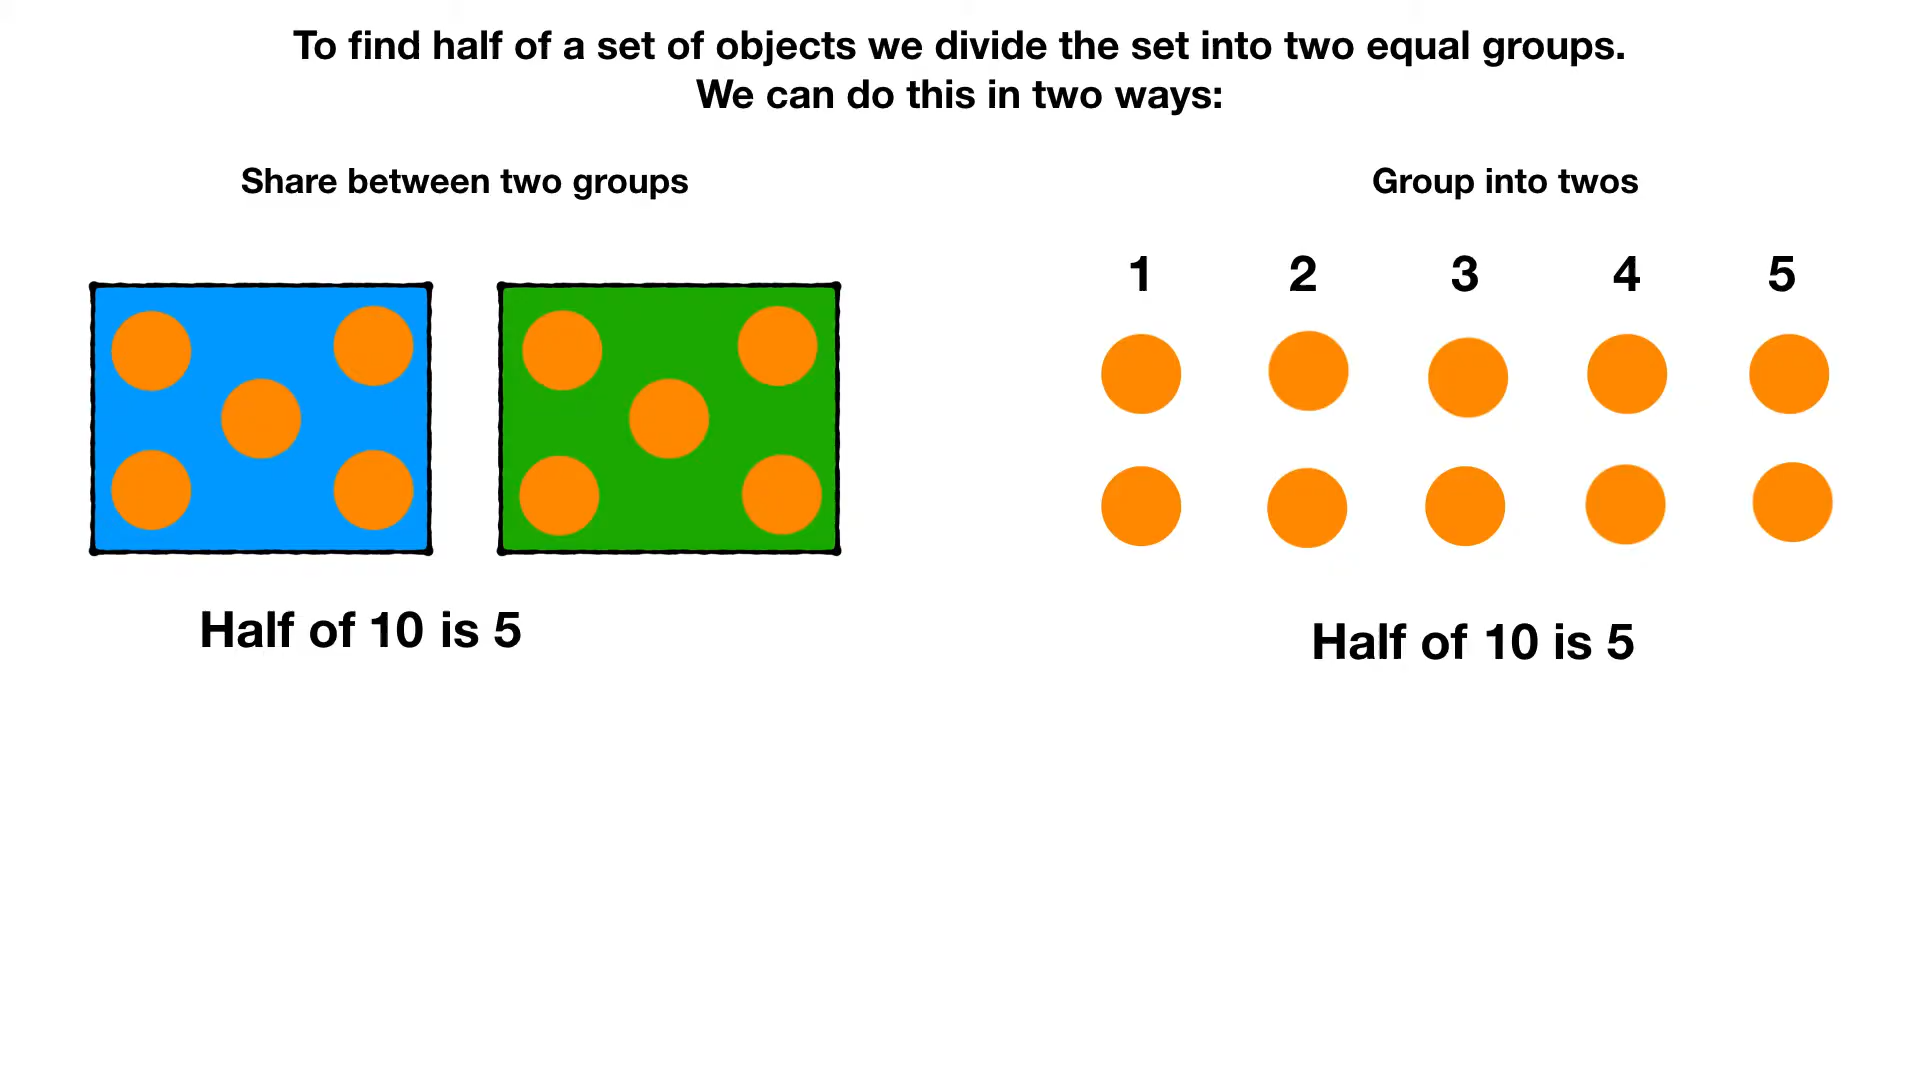 To find half of a set of objects we divide the set into two equal groups.
We can do this in two ways:
Share between two groups
Group into twos
1 2 3 4 5
Half of 10 is 5
Half of 10 is 5